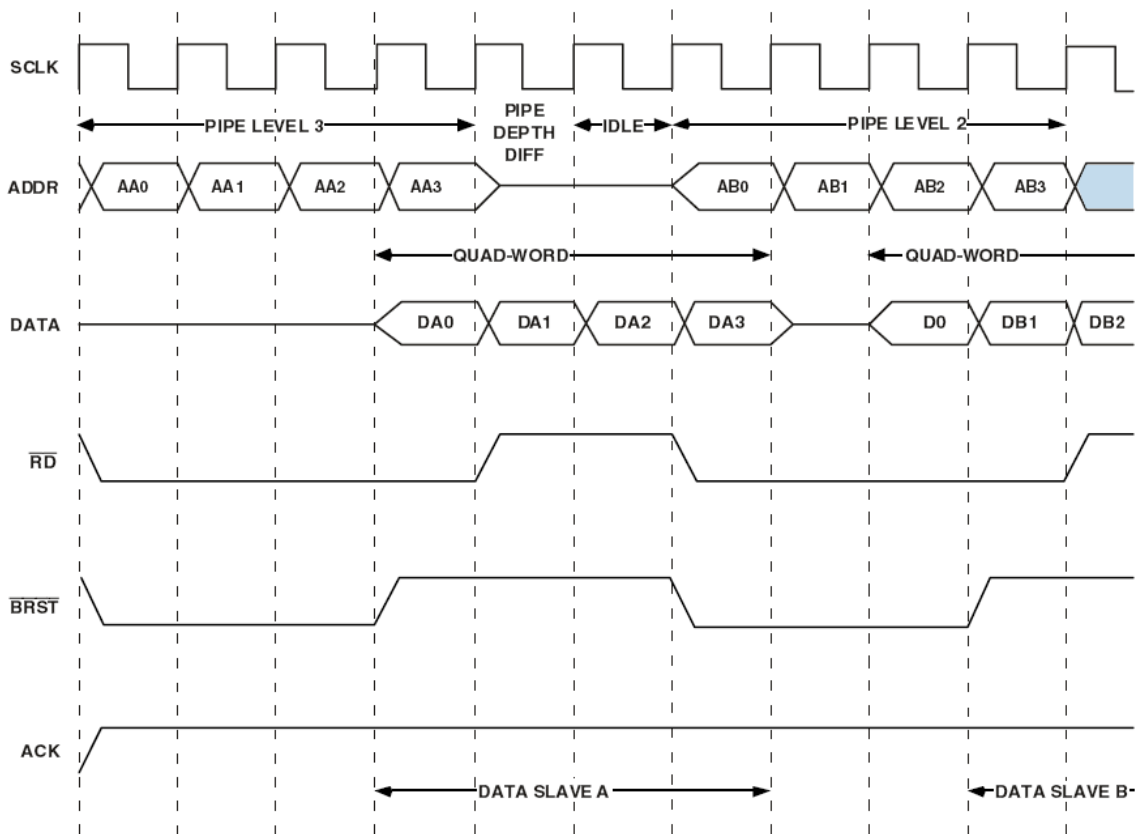 SCLK
PIPE LEVEL 3
PIPE
DEPTH
DIFF
IDLE
PIPE LEVEL 2
ADDR
AA0
AA1
AA2
AA3
AB0
AB1
AB2
AB3
QUAD-WORD
QUAD-WORD
DATA
DA0
DA1
DA2
DA3
D0
DB1
DB2
RD
BRST
ACK
DATA SLAVE A
DATA SLAVE B